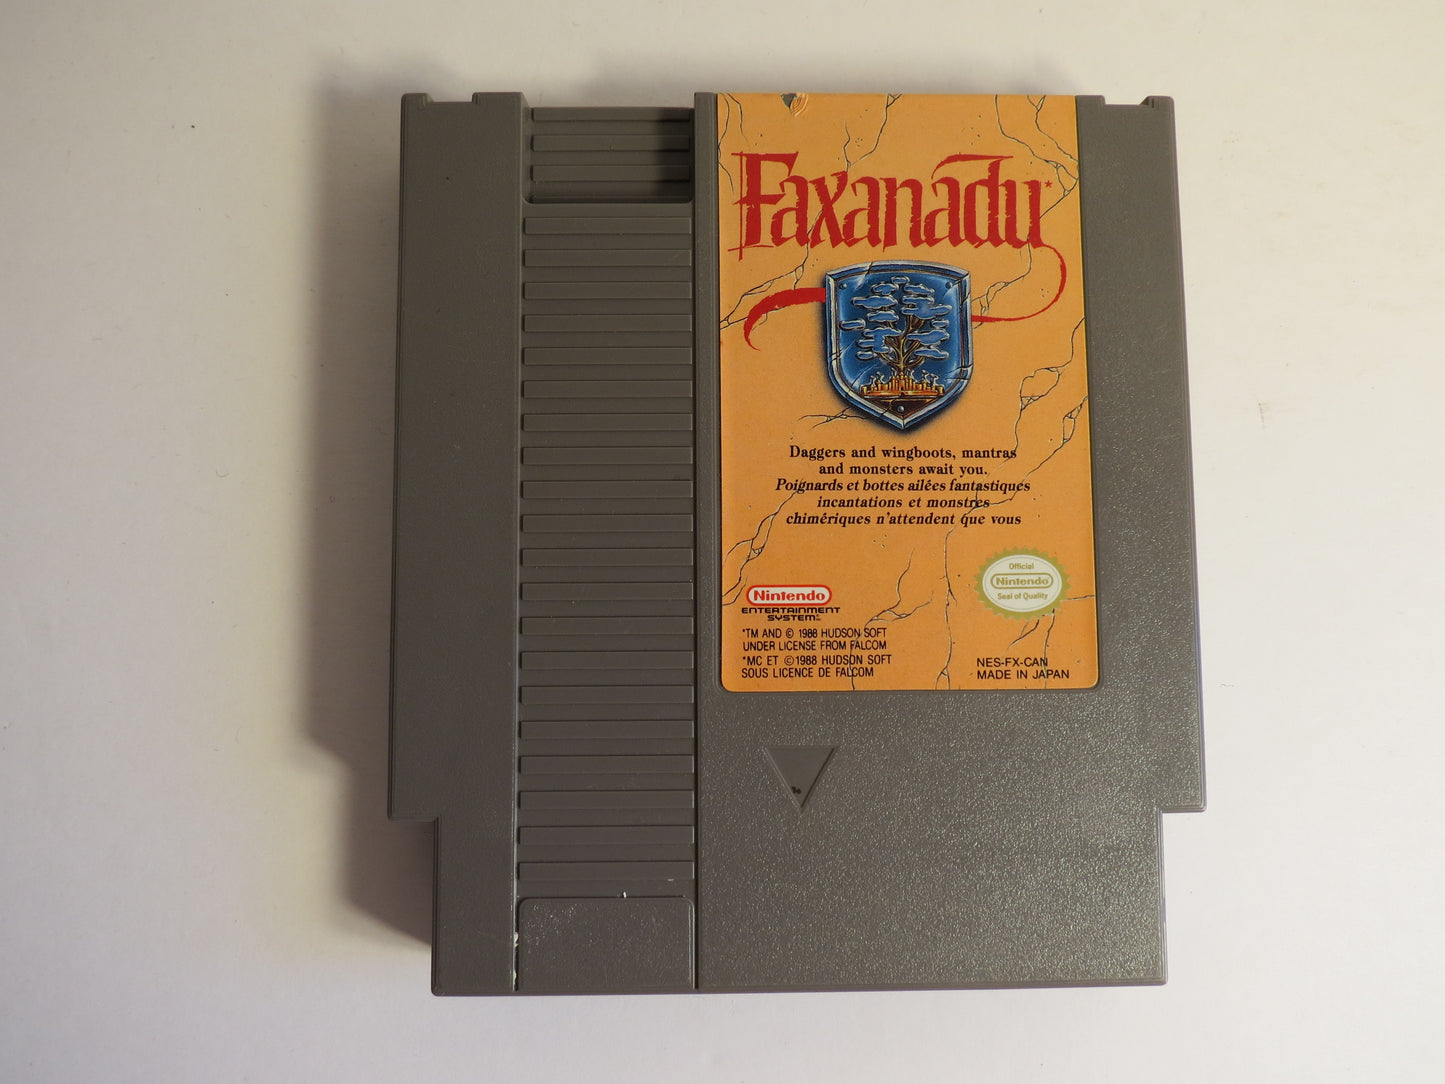 Faxanadu*
Daggers and wingboots, mantras
and monsters await you.
Poignards et bottes ailées fantastiques
incantations et monstres
chimériques n'attendent que vous
Official
Nintendo
Seal of Quality
Nintendo
ENTERTAINMENT
SYSTEM™
*TM AND © 1988 HUDSON SOFT
UNDER LICENSE FROM FALCOM
*MC ET ©1988 HUDSON SOFT
SOUS LICENCE DE FALCOM
NES-FX-CAN
MADE IN JAPAN